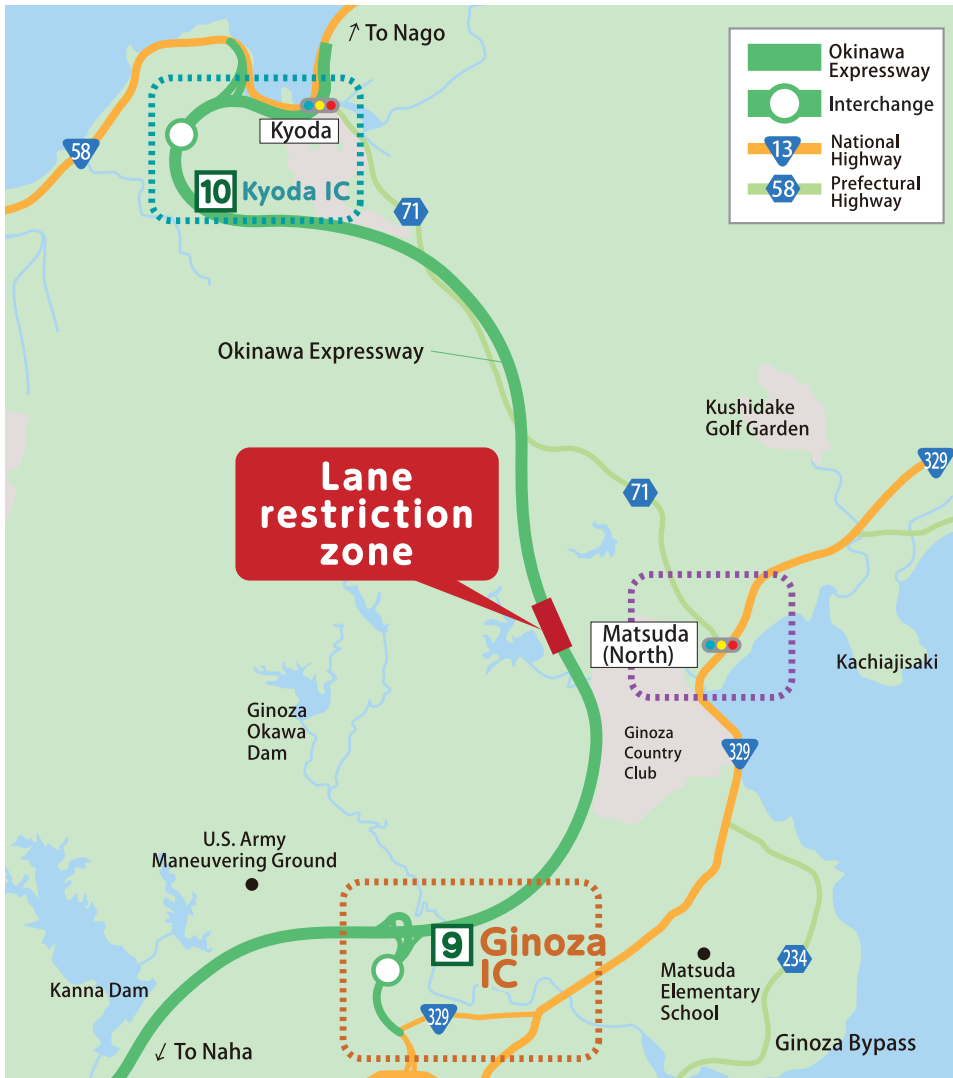 ↗ To Nago
Okinawa
Expressway
Interchange
13
National
Highway
58
Prefectural
Highway
58
Kyoda
10 Kyoda IC
71
Okinawa Expressway
Kushidake
Golf Garden
329
Lane
restriction
zone
71
Matsuda
(North)
Kachiajisaki
Ginoza
Okawa
Dam
Ginoza
Country
Club
329
U.S. Army
Maneuvering Ground
9 Ginoza
IC
234
Matsuda
Elementary
School
Kanna Dam
329
↙ To Naha
Ginoza Bypass